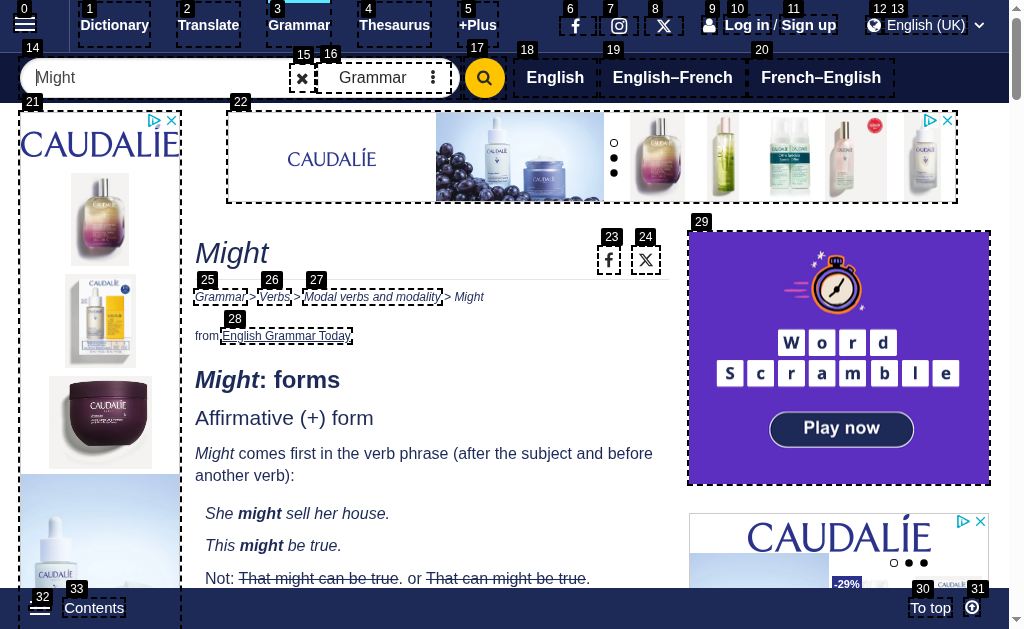 0 1 2 3 4 5 6 7 8 9 10 11 12 13
Dictionary Translate Grammar Thesaurus +Plus Log in / Sign up English (UK)
14 15 16 17 18 19 20
Might Grammar English English–French French–English
21 22
CAUDALÍE
CAUDALÍE
29
23 24
Might
25 26 27
Grammar > Verbs > Modal verbs and modality > Might
28
from English Grammar Today
Might: forms
Affirmative (+) form
Might comes first in the verb phrase (after the subject and before
another verb):
She might sell her house.
This might be true.
Not: That might can be true. or That can might be true.
Word
Scramble
Play now
CAUDALÍE
-29%
32 33 30 31
Contents To top